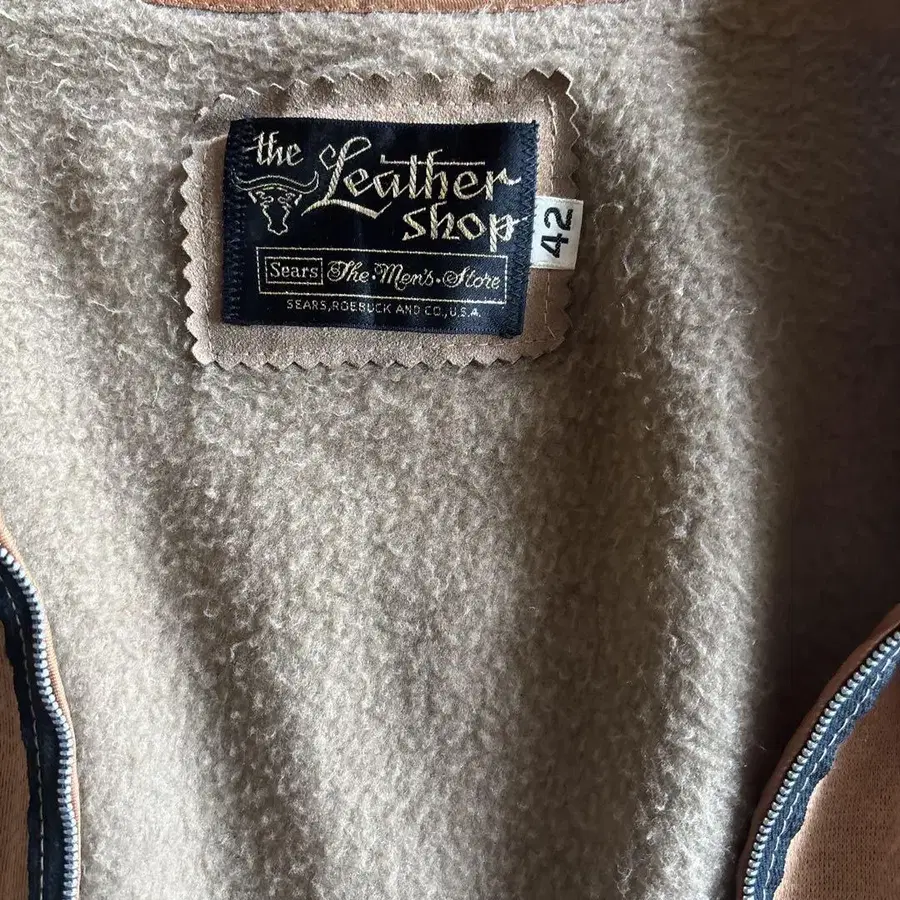 the Leather
Shop
42
Sears The Men's Store
SEARS, ROEBUCK AND CO., U.S.A.